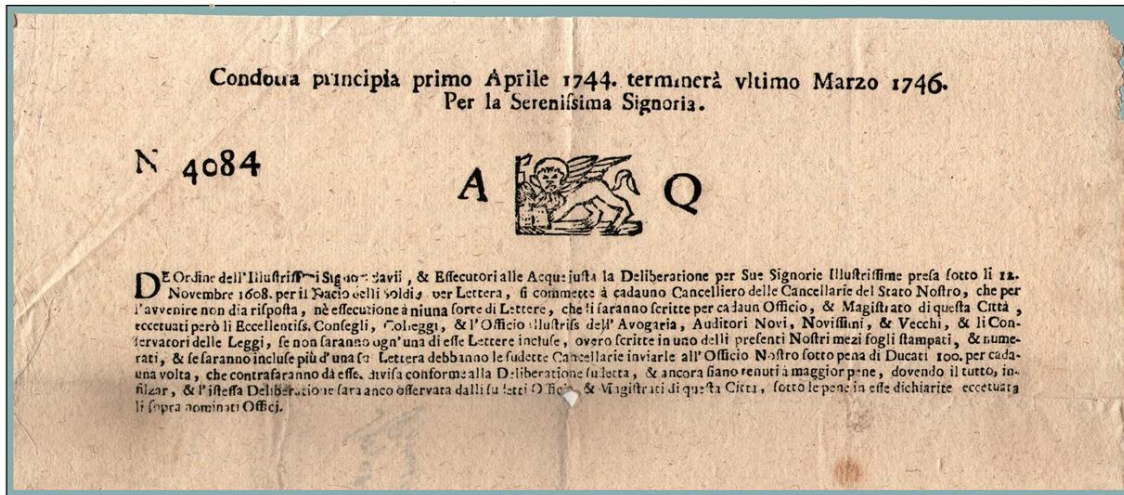 Condotta principia primo Aprile 1744. terminerà vltimo Marzo 1746.
Per la Sereniſſima Signoria.
N 4084
A Q
DE Ordine dell'Illuſtriſſ Savii, & Eſſecutori alle Acque juſta la Deliberatione per Sue Signorie Illuſtriſſime preſa ſotto li 12.
Novembre 1608. per il Dacio delli Soldi per Lettera, ſi commette à cadauno Cancelliero delle Cancellarie del Stato Noſtro, che per
l'avvenire non dia riſpoſta, nè eſſecutione à niuna ſorte di Lettere, che li ſaranno ſcritte per cadaun Officio, & Magiſtrato di queſta Città,
eccetuati però li Eccellentiſs. Conſegli, Colleggi, & l'Officio illuſtriſs dell'Avogaria, Auditori Novi, Noviſſimi, & Vecchi, & li Con-
ſervatori delle Leggi, ſe non ſaranno ogn'una di eſſe Lettere incluſe, overo ſcritte in uno delli preſenti Noſtri mezi fogli ſtampati, & nume-
rati, & ſe ſaranno incluſe più d'una Lettera debbano le ſudette Cancellarie inviarle all'Officio Noſtro ſotto pena di Ducati 100. per cada-
una volta, che contrafaranno dà eſſe. diviſa conforme alla Deliberatione ſudetta, & ancora ſiano tenuti à maggior pene, dovendo il tutto, in-
filzar, & l'iſteſſa Deliberatione ſarà anco oſſervata dalli ſudetti Officii, & Magiſtrati di queſta Città, ſotto le pene in eſſe dichiarite eccetuata
li ſopra nominati Officj.